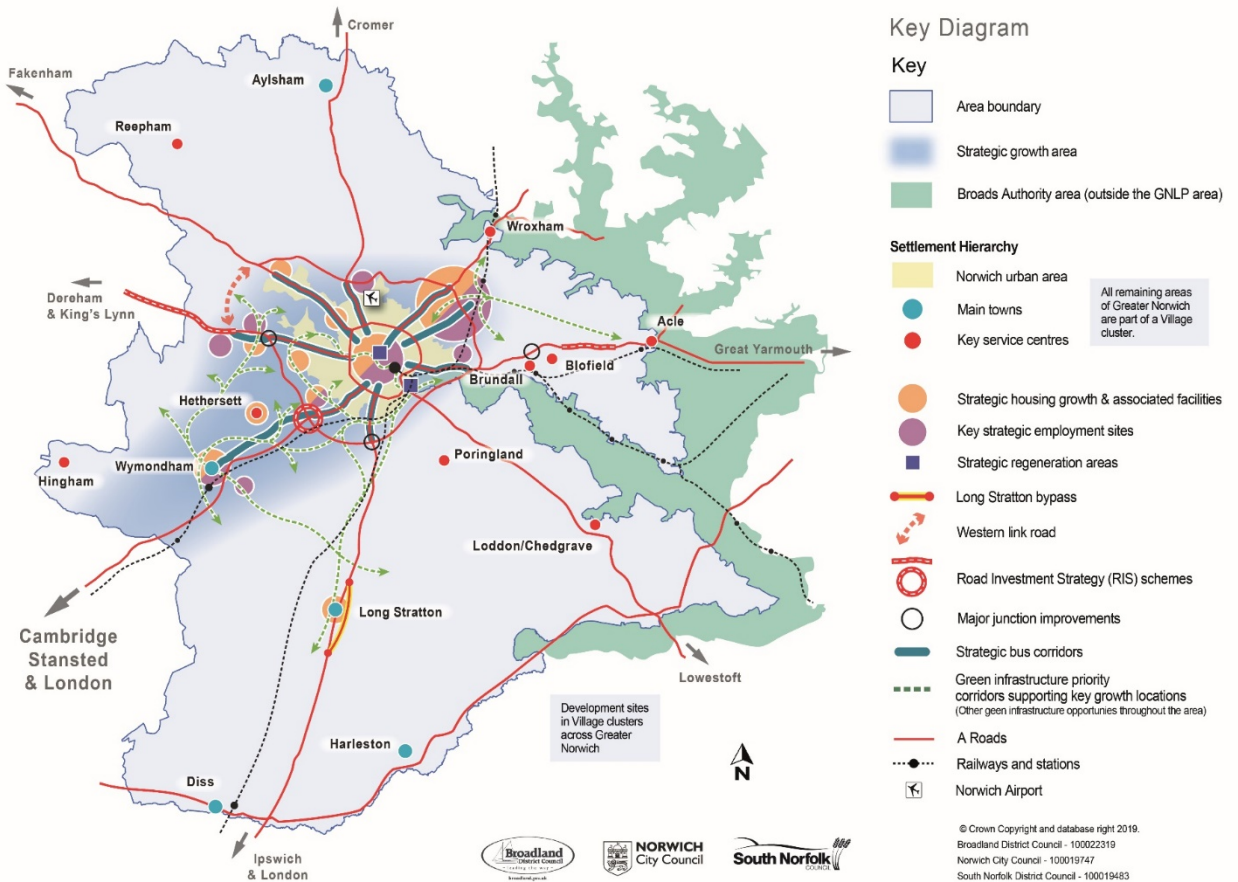 Cromer
Fakenham
Aylsham
Reepham
Wroxham
Dereham
& King's Lynn
Acle
Great Yarmouth
Blofield
Brundall
Hethersett
Wymondham
Hingham
Poringland
Loddon/Chedgrave
Long Stratton
Cambridge
Stansted
& London
Lowestoft
Development sites
in Village clusters
across Greater
Norwich
Harleston
Diss
N
Ipswich
& London
Broadland
District Council
NORWICH
City Council
South Norfolk
COUNCIL
Key Diagram
Key
Area boundary
Strategic growth area
Broads Authority area (outside the GNLP area)
Settlement Hierarchy
Norwich urban area
Main towns
Key service centres
All remaining areas
of Greater Norwich
are part of a Village
cluster.
Strategic housing growth & associated facilities
Key strategic employment sites
Strategic regeneration areas
Long Stratton bypass
Western link road
Road Investment Strategy (RIS) schemes
Major junction improvements
Strategic bus corridors
Green infrastructure priority
corridors supporting key growth locations
(Other geen infrastructure opportunies throughout the area)
A Roads
Railways and stations
Norwich Airport
© Crown Copyright and database right 2019.
Broadland District Council - 100022319
Norwich City Council - 100019747
South Norfolk District Council - 100019483